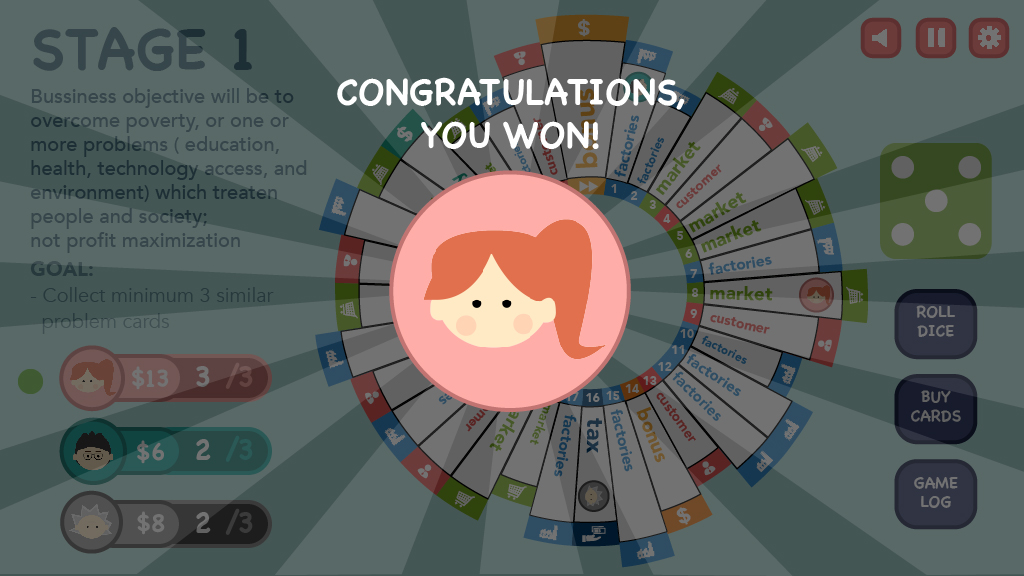 STAGE 1
CONGRATULATIONS,
YOU WON!
Bussiness objective will be to
overcome poverty, or one or
more problems ( education,
health, technology access, and
environment) which treaten
people and society;
not profit maximization
GOAL:
- Collect minimum 3 similar
problem cards
$13 3 /3
$6 2 /3
$8 2 /3
$
factories
factories
market
customer
market
market
factories
market
customer
factories
factories
factories
customer
bonus
factories
tax
factories
market
1
2
3
4
5
6
7
8
9
10
11
12
13
14
15
16
$
$
ROLL
DICE
BUY
CARDS
GAME
LOG